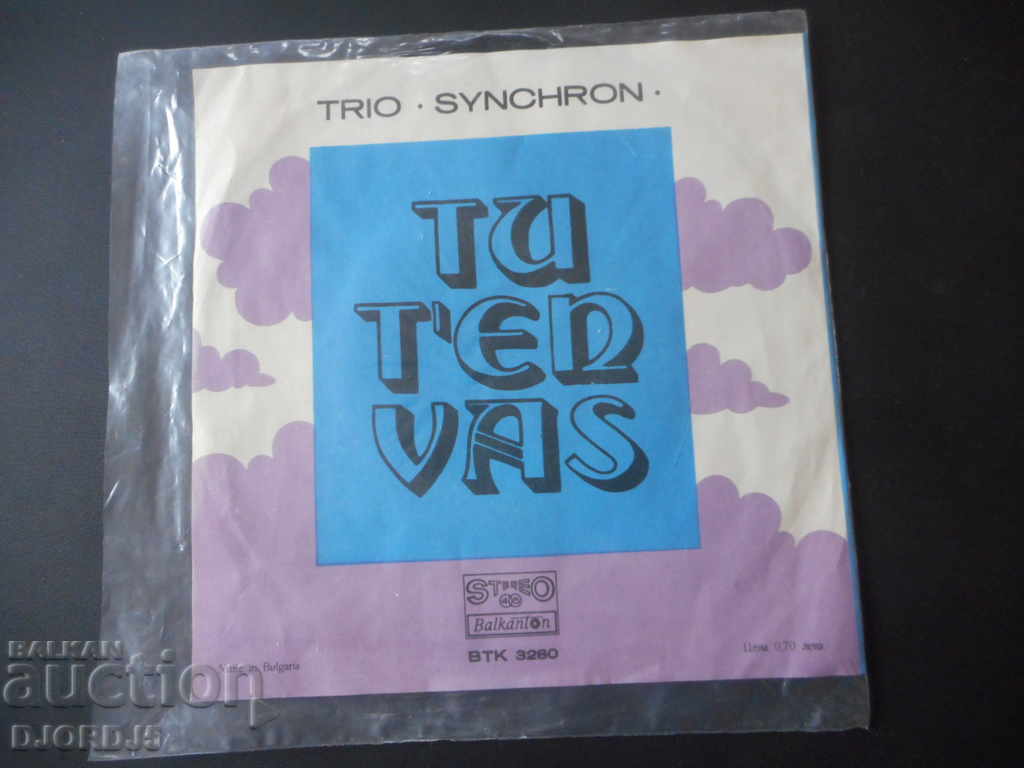 TRIO · SYNCHRON ·
TU
T'EN
VAS
STEREO
Balkanton
BTK 3260
Made in Bulgaria
Цена 0,70 лева
BALKAN
auction
DJORDJ5